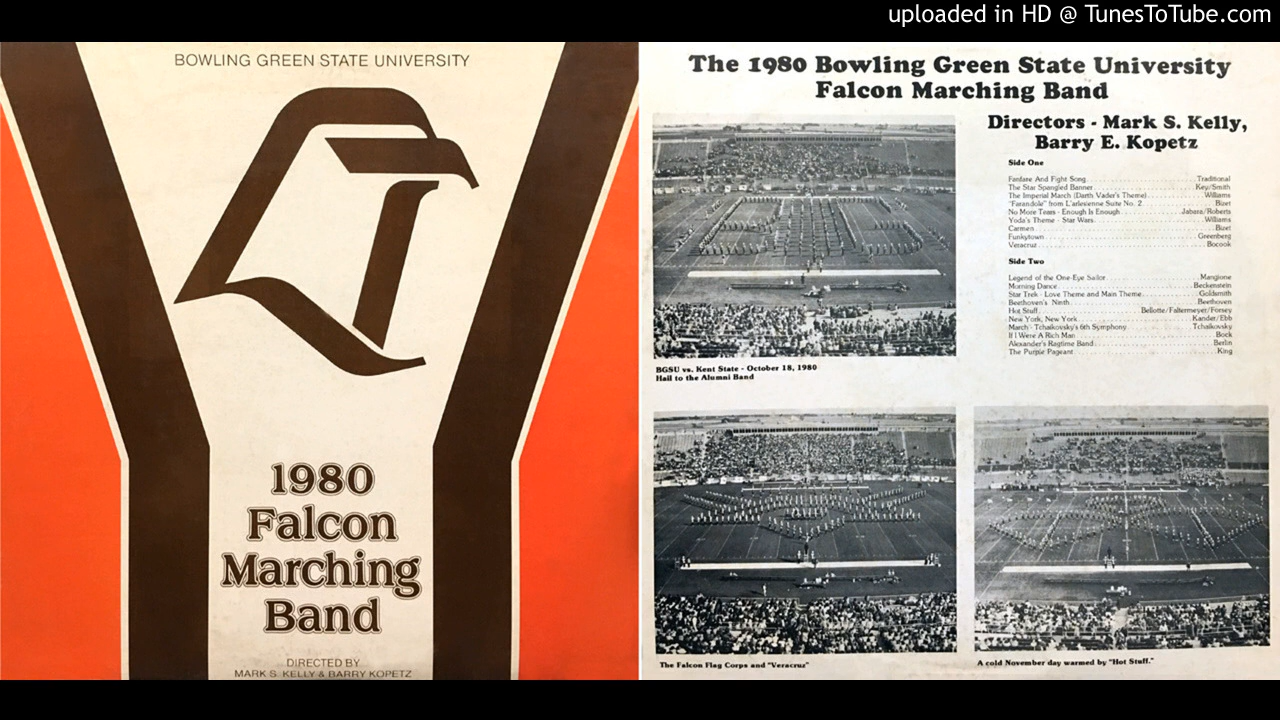 uploaded in HD @ TunesToTube.com
BOWLING GREEN STATE UNIVERSITY
1980
Falcon
Marching
Band
DIRECTED BY
MARK S. KELLY & BARRY KOPETZ
The 1980 Bowling Green State University
Falcon Marching Band
Directors - Mark S. Kelly,
Barry E. Kopetz
Side One
Fanfare And Fight Song Traditional
The Star Spangled Banner Key/Smith
The Imperial March (Darth Vader's Theme) Williams
"Farandole" from L'arlesienne Suite No. 2 Bizet
No More Tears - Enough Is Enough Jabara/Roberts
Yoda's Theme - Star Wars Williams
Carmen Bizet
Funkytown Greenberg
Veracruz Bocook
Side Two
Legend of the One-Eye Sailor Mangione
Morning Dance Beckenstein
Star Trek - Love Theme and Main Theme Goldsmith
Beethoven's Ninth Beethoven
Hot Stuff Bellotte/Faltermeyer/Forsey
New York, New York Kander/Ebb
March - Tchaikovsky's 6th Symphony Tchaikovsky
If I Were A Rich Man Bock
Alexander's Ragtime Band Berlin
The Purple Pageant King
BGSU vs. Kent State - October 18, 1980
Hail to the Alumni Band
The Falcon Flag Corps and "Veracruz"
A cold November day warmed by "Hot Stuff."